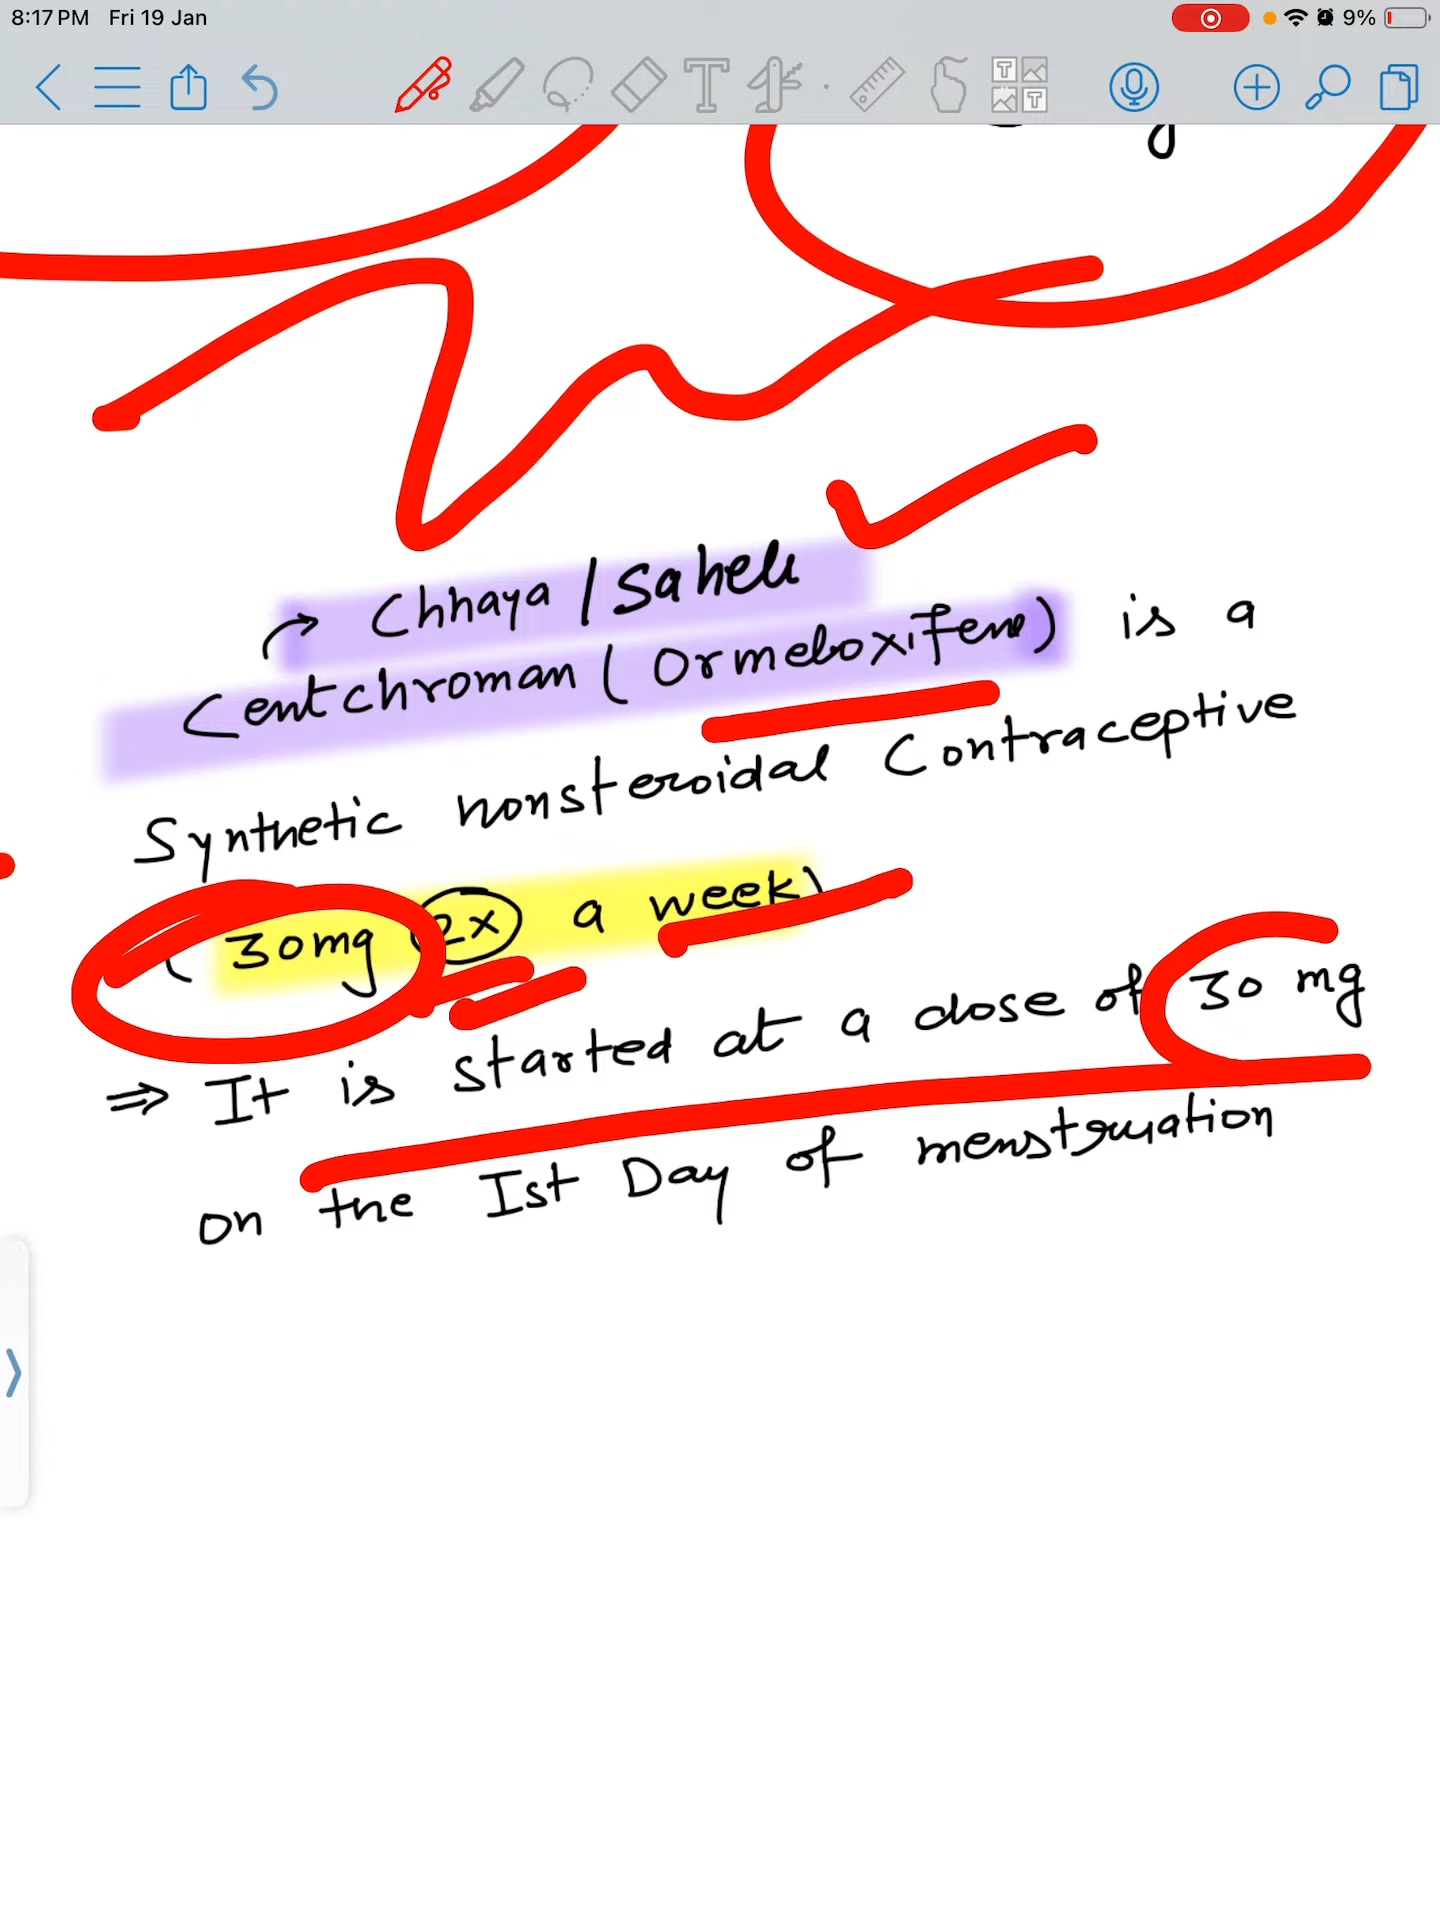 8:17 PM Fri 19 Jan 9%
Chhaya / Saheli
Centchroman ( Ormeloxifene) is a
Synthetic nonsteroidal Contraceptive
( 30mg 2x a week)
⇒ It is started at a dose of 30 mg
on the Ist Day of menstruation